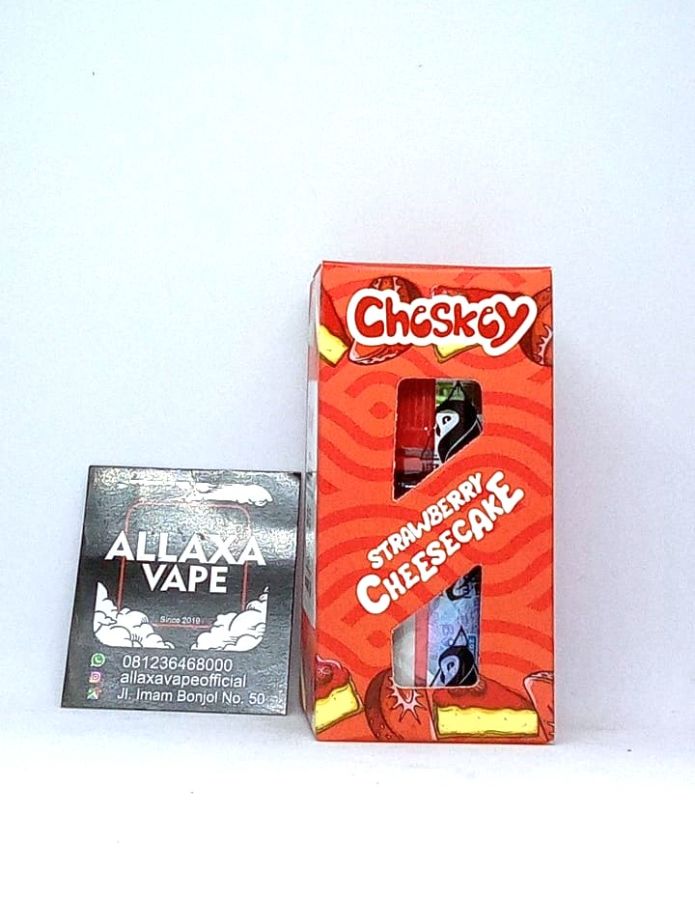 Cheskey
STRAWBERRY
CHEESECAKE
ALLAXA
VAPE
Since 2019
081236468000
allaxavapeofficial
Jl. Imam Bonjol No. 50